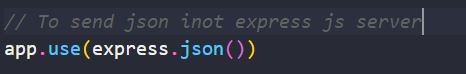 // To send json inot express js server
app.use(express.json())